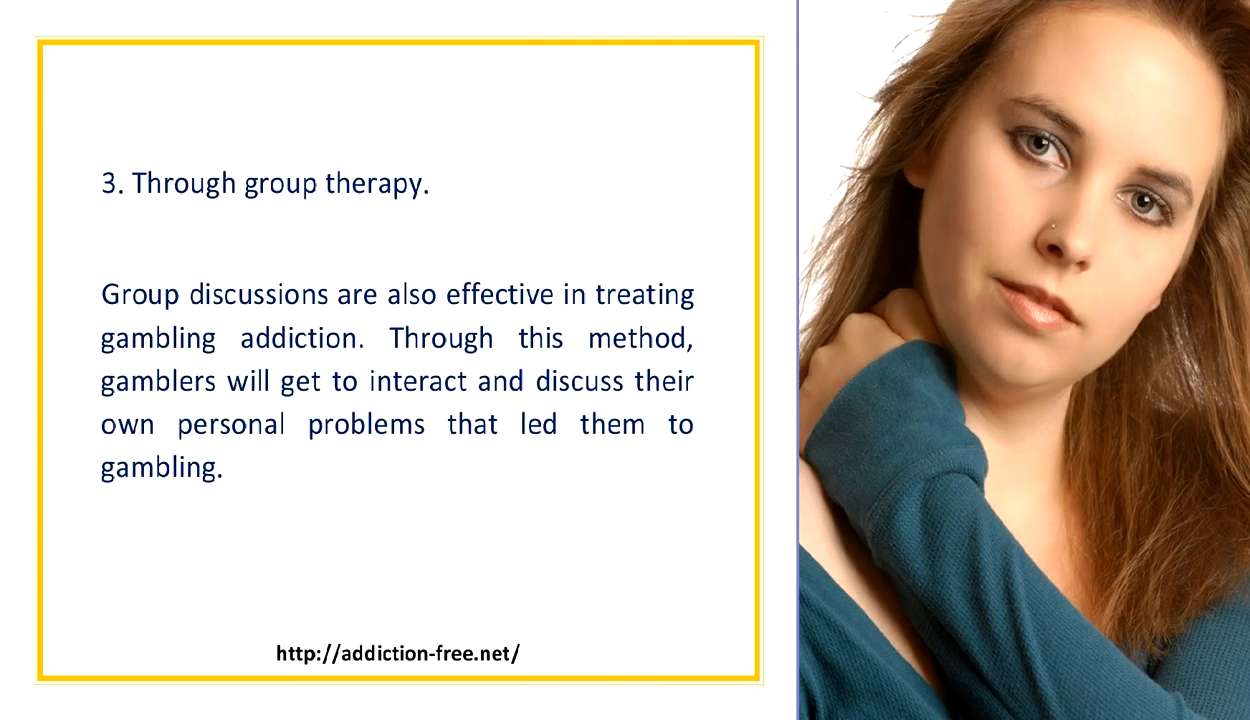 3. Through group therapy.
Group discussions are also effective in treating
gambling addiction. Through this method,
gamblers will get to interact and discuss their
own personal problems that led them to
gambling.
http://addiction-free.net/